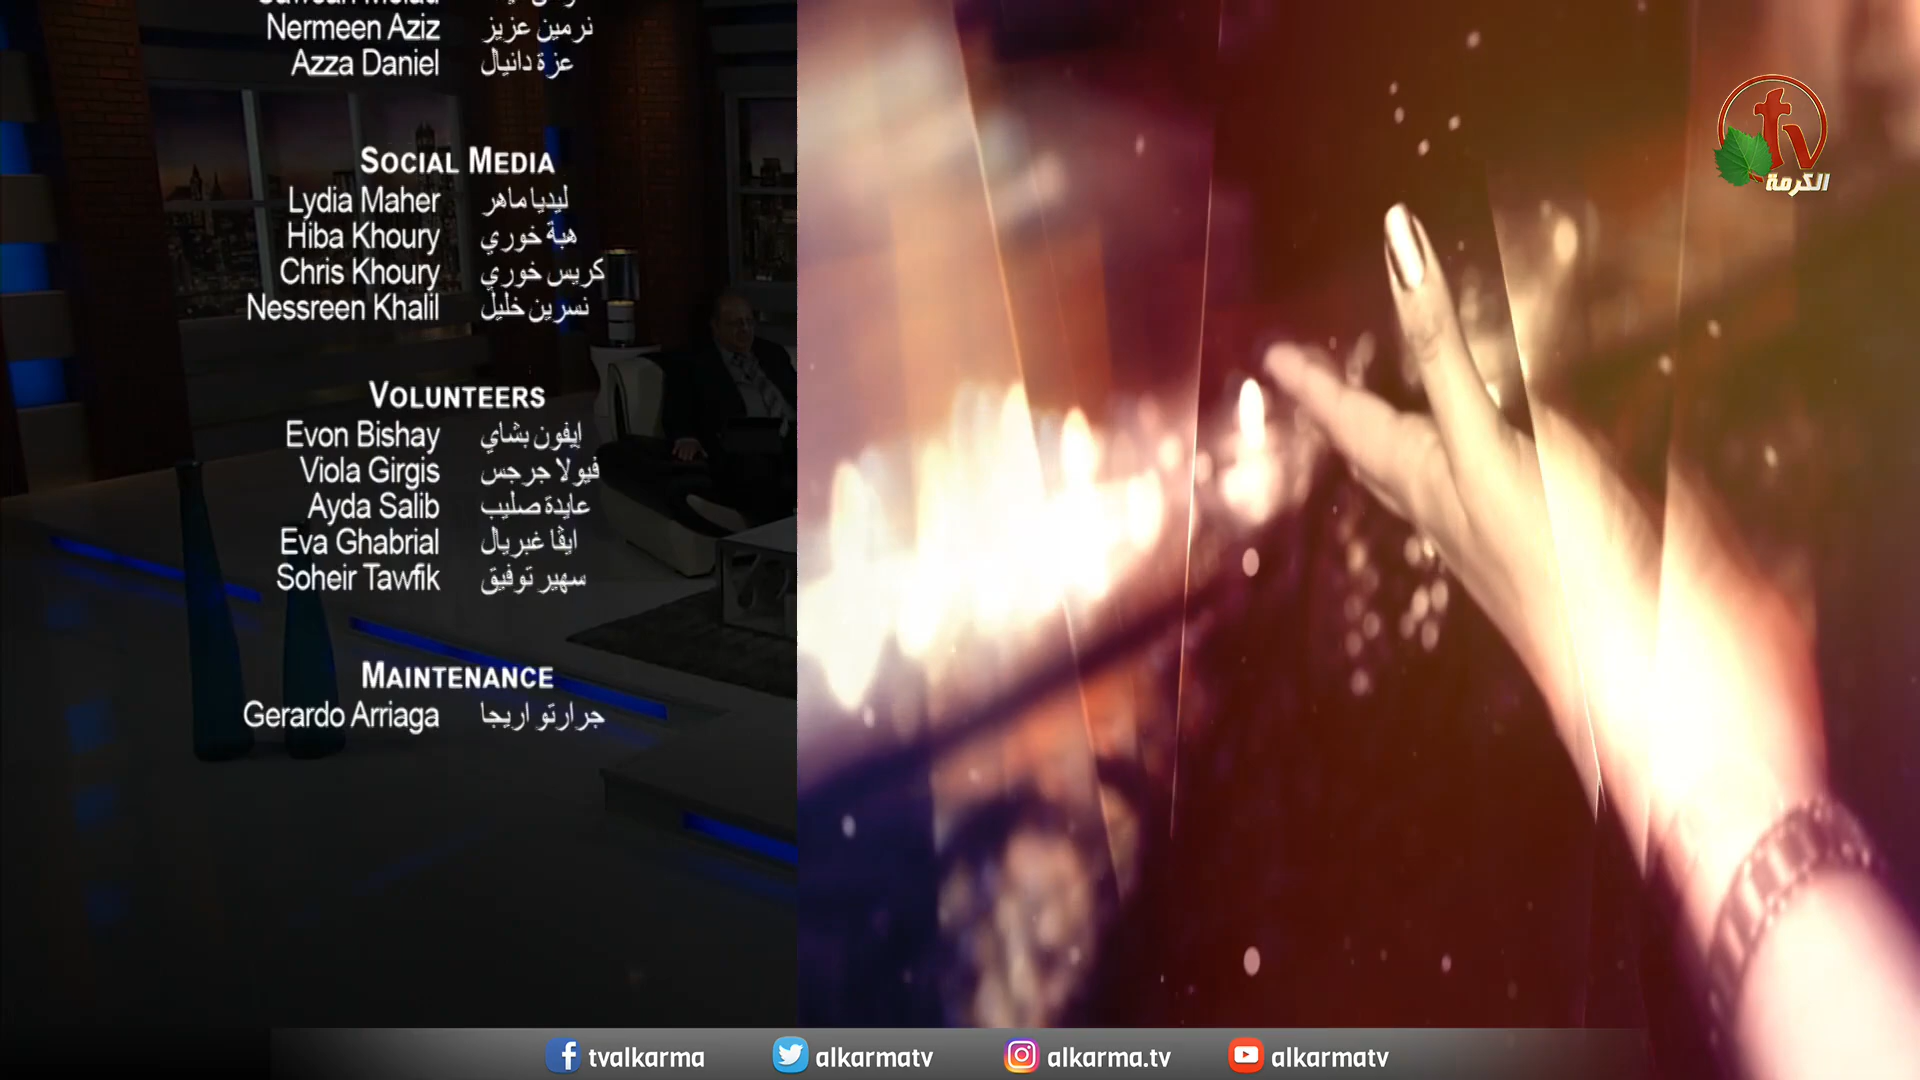 Nermeen Aziz نرمين عزيز
Azza Daniel عزة دانيال
SOCIAL MEDIA
Lydia Maher ليديا ماهر
Hiba Khoury هبة خوري
Chris Khoury كريس خوري
Nessreen Khalil نسرين خليل
VOLUNTEERS
Evon Bishay ايفون بشاي
Viola Girgis فيولا جرجس
Ayda Salib عايدة صليب
Eva Ghabrial ايڤا غبريال
Soheir Tawfik سهير توفيق
MAINTENANCE
Gerardo Arriaga جرارتو اريجا
tv
الكرمة
tvalkarma
alkarmatv
alkarma.tv
alkarmatv